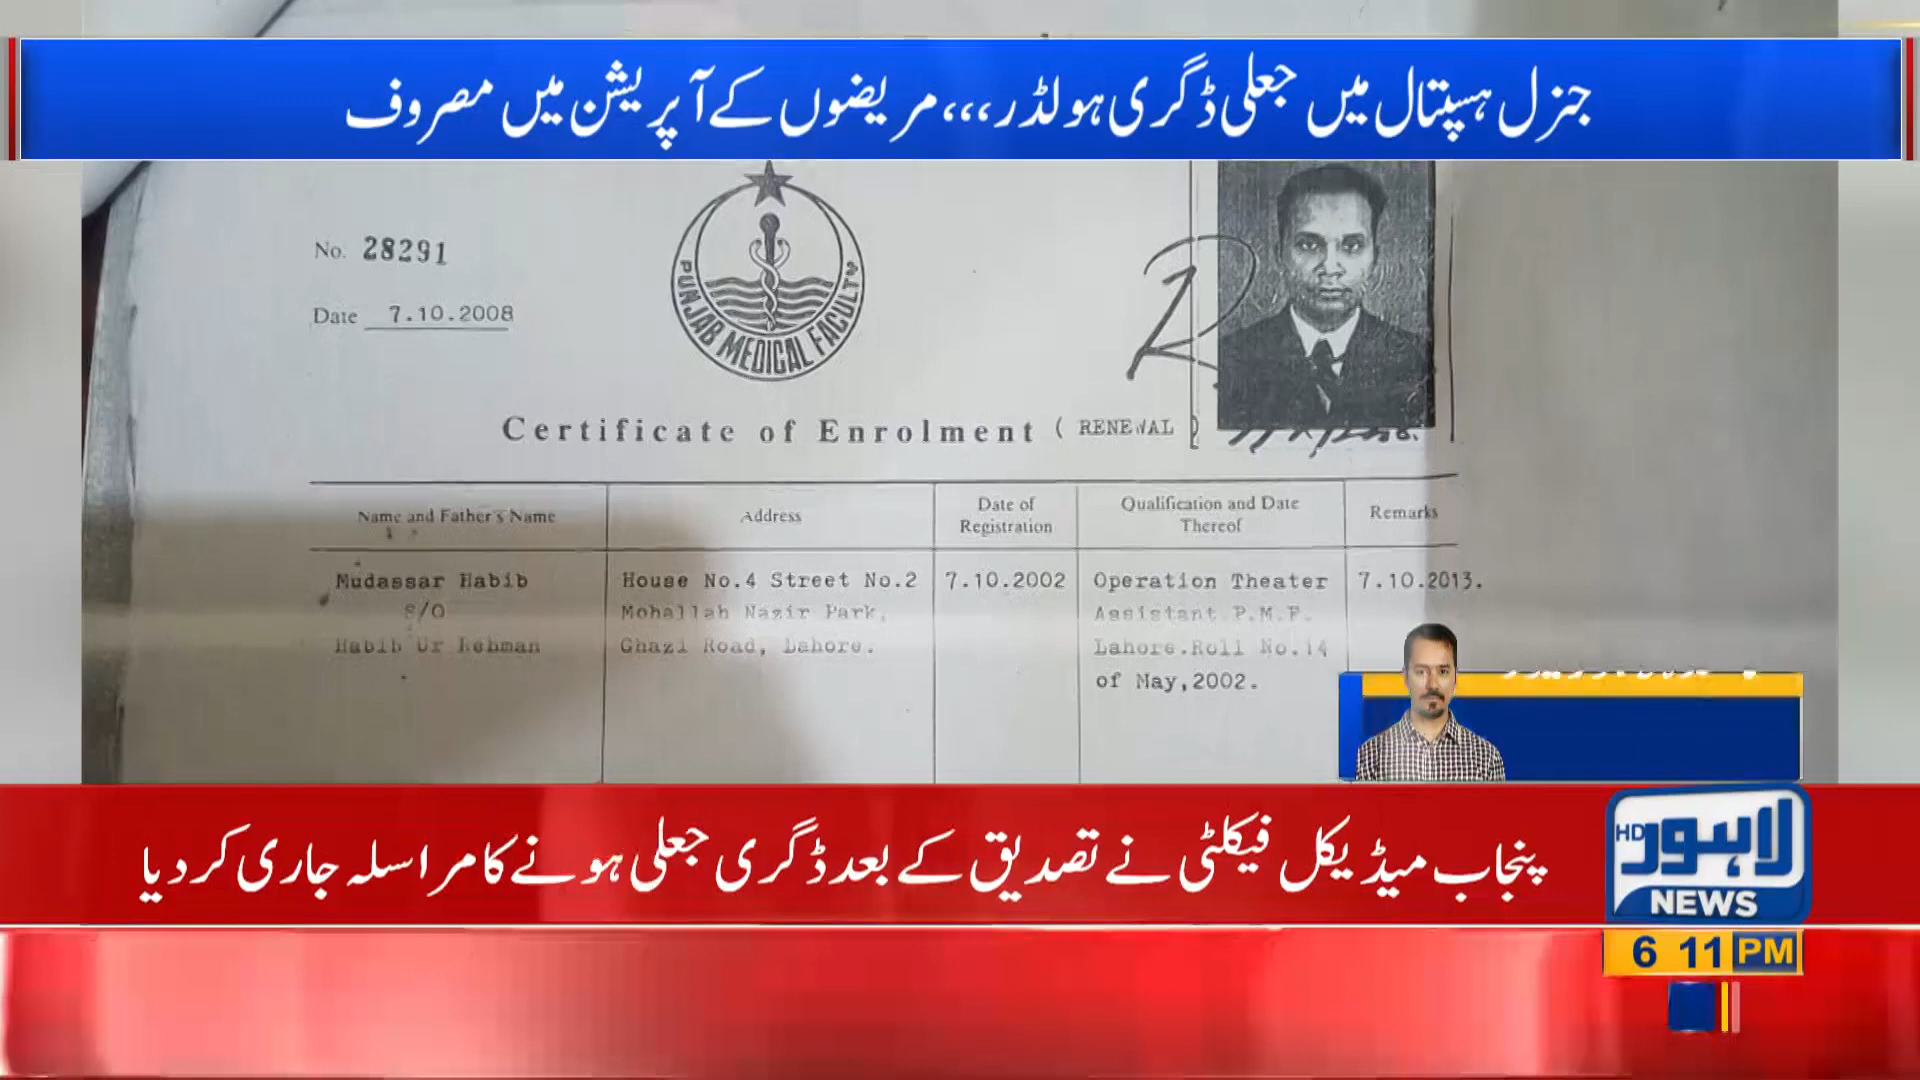 جنرل ہسپتال میں جعلی ڈگری ہولڈر،،،مریضوں کے آپریشن میں مصروف
No. 28291
Date 7.10.2008
PUNJAB MEDICAL FACULTY
Certificate of Enrolment ( RENEWAL )
Name and Father's Name
Address
Date of Registration
Qualification and Date Thereof
Remarks
Mudassar Habib
S/O
Habib Ur Rehman
House No.4 Street No.2
Mohallah Nazir Park,
Ghazi Road, Lahore.
7.10.2002
Operation Theater
Assistant P.M.F.
Lahore.Roll No.14
of May,2002.
7.10.2013.
پنجاب میڈیکل فیکلٹی نے تصدیق کے بعد ڈگری جعلی ہونے کا مراسلہ جاری کر دیا
لاہور HD
NEWS
6 11 PM